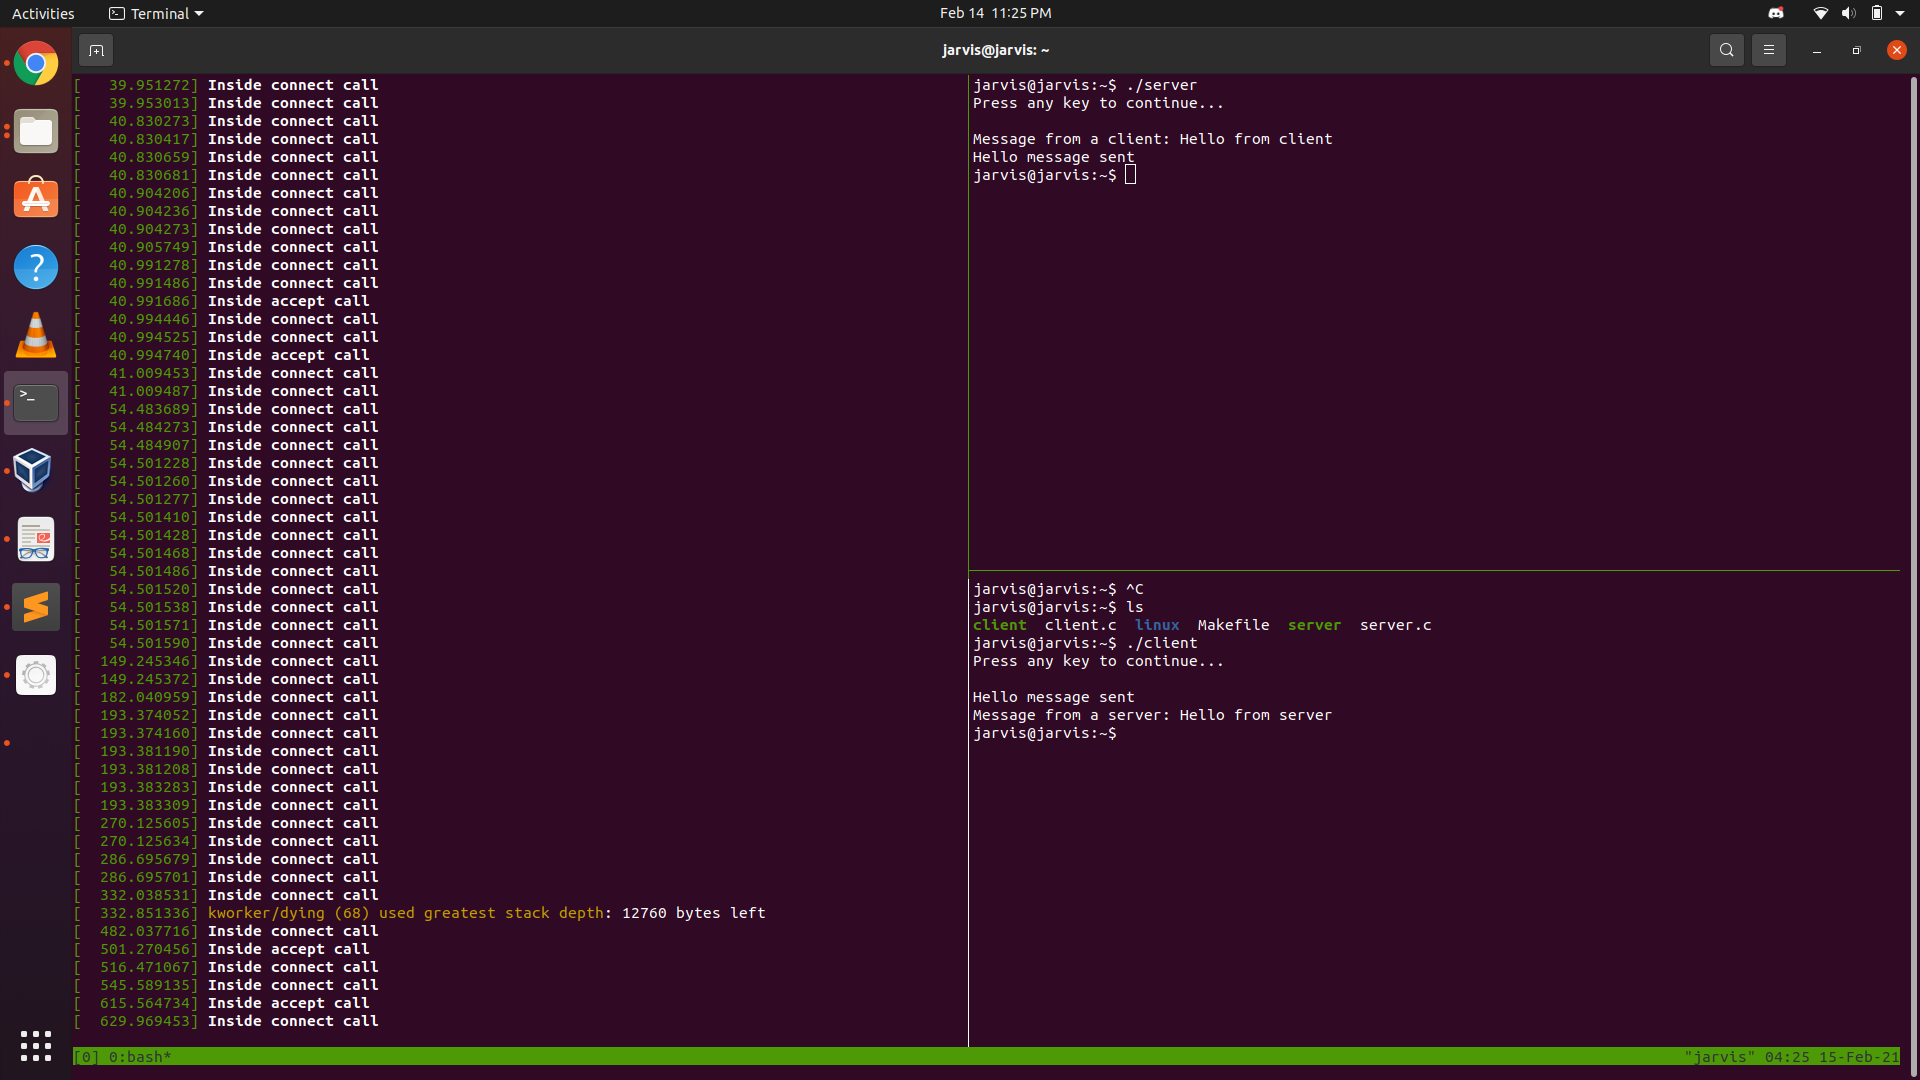 Activities
Terminal
Feb 14 11:25 PM
jarvis@jarvis: ~
[   39.951272] Inside connect call
[   39.953013] Inside connect call
[   40.830273] Inside connect call
[   40.830417] Inside connect call
[   40.830659] Inside connect call
[   40.830681] Inside connect call
[   40.904206] Inside connect call
[   40.904236] Inside connect call
[   40.904273] Inside connect call
[   40.905749] Inside connect call
[   40.991278] Inside connect call
[   40.991486] Inside connect call
[   40.991686] Inside accept call
[   40.994446] Inside connect call
[   40.994525] Inside connect call
[   40.994740] Inside accept call
[   41.009453] Inside connect call
[   41.009487] Inside connect call
[   54.483689] Inside connect call
[   54.484273] Inside connect call
[   54.484907] Inside connect call
[   54.501228] Inside connect call
[   54.501260] Inside connect call
[   54.501277] Inside connect call
[   54.501410] Inside connect call
[   54.501428] Inside connect call
[   54.501468] Inside connect call
[   54.501486] Inside connect call
[   54.501520] Inside connect call
[   54.501538] Inside connect call
[   54.501571] Inside connect call
[   54.501590] Inside connect call
[  149.245346] Inside connect call
[  149.245372] Inside connect call
[  182.040959] Inside connect call
[  193.374052] Inside connect call
[  193.374160] Inside connect call
[  193.381190] Inside connect call
[  193.381208] Inside connect call
[  193.383283] Inside connect call
[  193.383309] Inside connect call
[  270.125605] Inside connect call
[  270.125634] Inside connect call
[  286.695679] Inside connect call
[  286.695701] Inside connect call
[  332.038531] Inside connect call
[  332.851336] kworker/dying (68) used greatest stack depth: 12760 bytes left
[  482.037716] Inside connect call
[  501.270456] Inside accept call
[  516.471067] Inside connect call
[  545.589135] Inside connect call
[  615.564734] Inside accept call
[  629.969453] Inside connect call
jarvis@jarvis:~$ ./server
Press any key to continue...
Message from a client: Hello from client
Hello message sent
jarvis@jarvis:~$
jarvis@jarvis:~$ ^C
jarvis@jarvis:~$ ls
client  client.c  linux  Makefile  server  server.c
jarvis@jarvis:~$ ./client
Press any key to continue...
Hello message sent
Message from a server: Hello from server
jarvis@jarvis:~$
[0] 0:bash*
"jarvis" 04:25 15-Feb-21